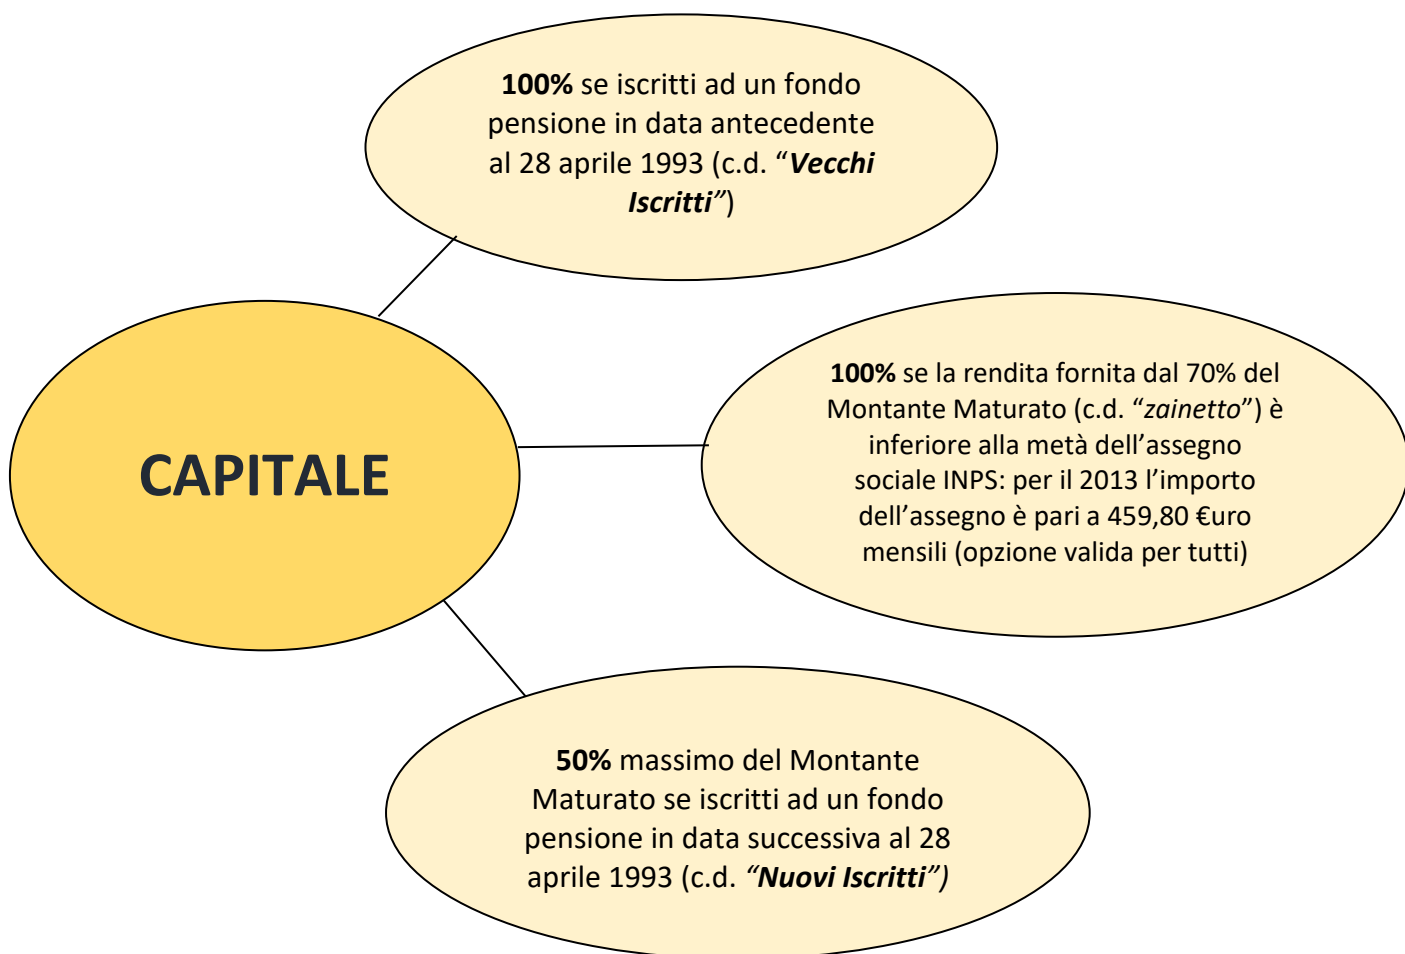 100% se iscritti ad un fondo
pensione in data antecedente
al 28 aprile 1993 (c.d. “Vecchi
Iscritti”)
CAPITALE
100% se la rendita fornita dal 70% del
Montante Maturato (c.d. “zainetto”) è
inferiore alla metà dell’assegno
sociale INPS: per il 2013 l’importo
dell’assegno è pari a 459,80 €uro
mensili (opzione valida per tutti)
50% massimo del Montante
Maturato se iscritti ad un fondo
pensione in data successiva al 28
aprile 1993 (c.d. “Nuovi Iscritti”)